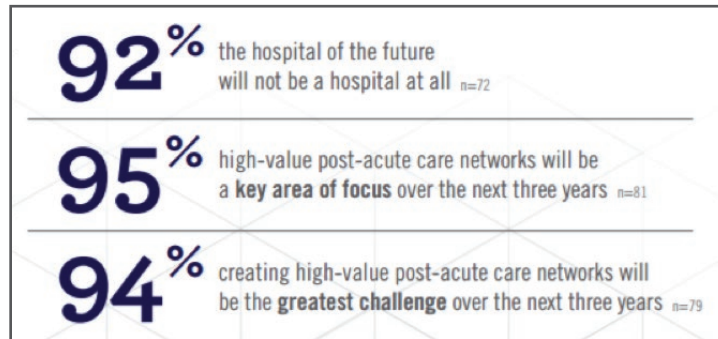 92%
the hospital of the future
will not be a hospital at all n=72
95%
high-value post-acute care networks will be
a key area of focus over the next three years n=81
94%
creating high-value post-acute care networks will
be the greatest challenge over the next three years n=79